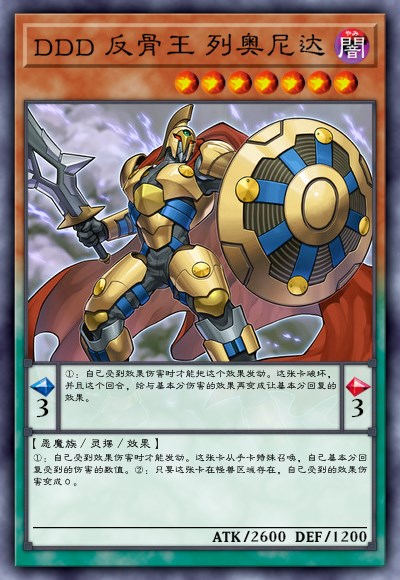 DDD 反骨王 列奥尼达
やみ
闇
①：自己受到效果伤害时才能把这个效果发动。这张卡破坏，
并且这个回合，给与基本分伤害的效果再变成让基本分回复的
效果。
3
3
【恶魔族／灵摆／效果】
①：自己受到效果伤害时才能发动。这张卡从手卡特殊召唤，自己基本分回
复受到的伤害的数值。②：只要这张卡在怪兽区域存在，自己受到的效果伤
害变成0。
ATK/2600 DEF/1200